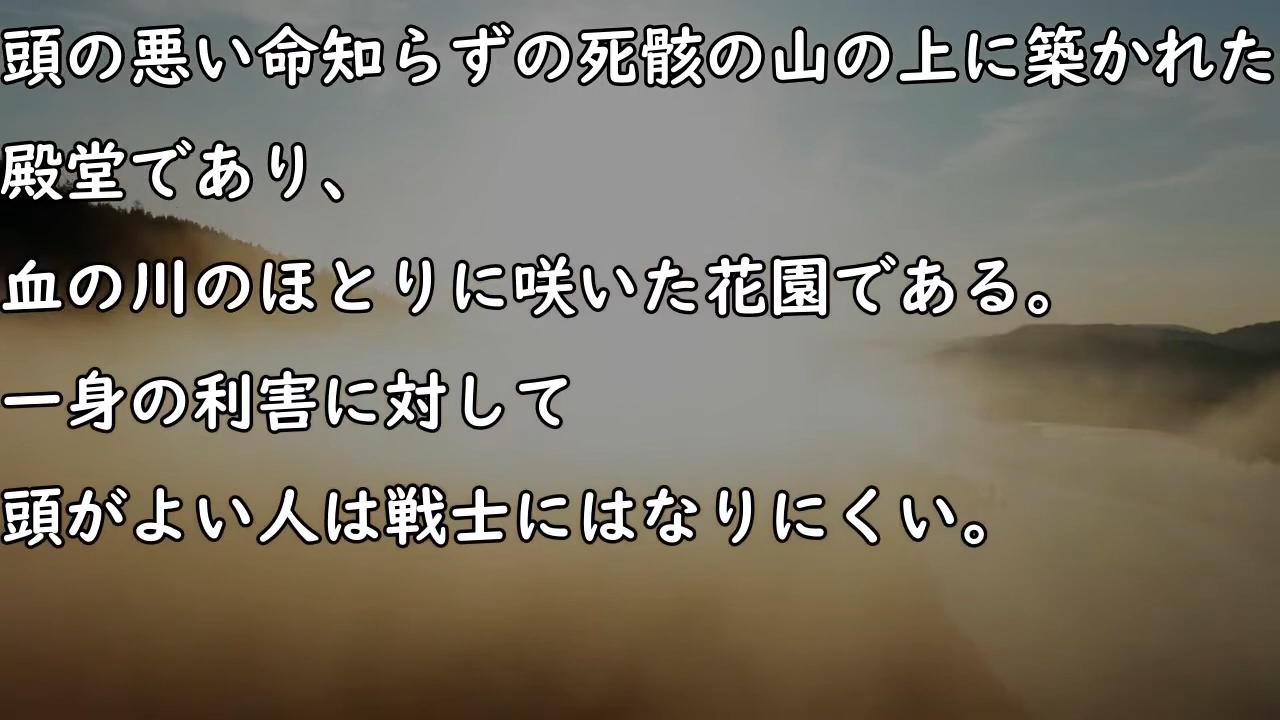 頭の悪い命知らずの死骸の山の上に築かれた
殿堂であり、
血の川のほとりに咲いた花園である。
一身の利害に対して
頭がよい人は戦士にはなりにくい。